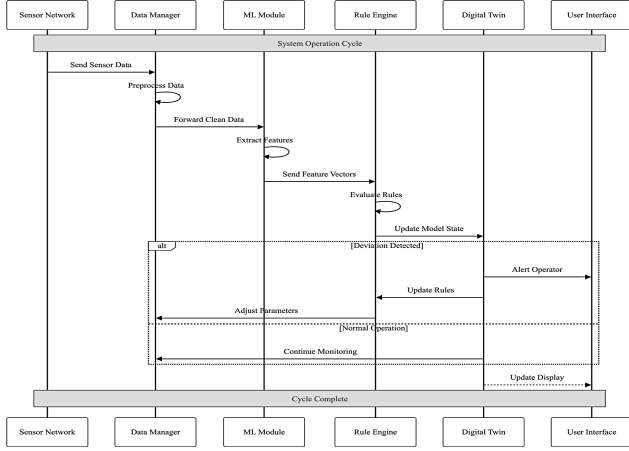 Sensor Network
Data Manager
ML Module
Rule Engine
Digital Twin
User Interface
System Operation Cycle
Send Sensor Data
Preprocess Data
Forward Clean Data
Extract Features
Send Feature Vectors
Evaluate Rules
Update Model State
alt
[Deviation Detected]
Alert Operator
Update Rules
Adjust Parameters
[Normal Operation]
Continue Monitoring
Update Display
Cycle Complete
Sensor Network
Data Manager
ML Module
Rule Engine
Digital Twin
User Interface